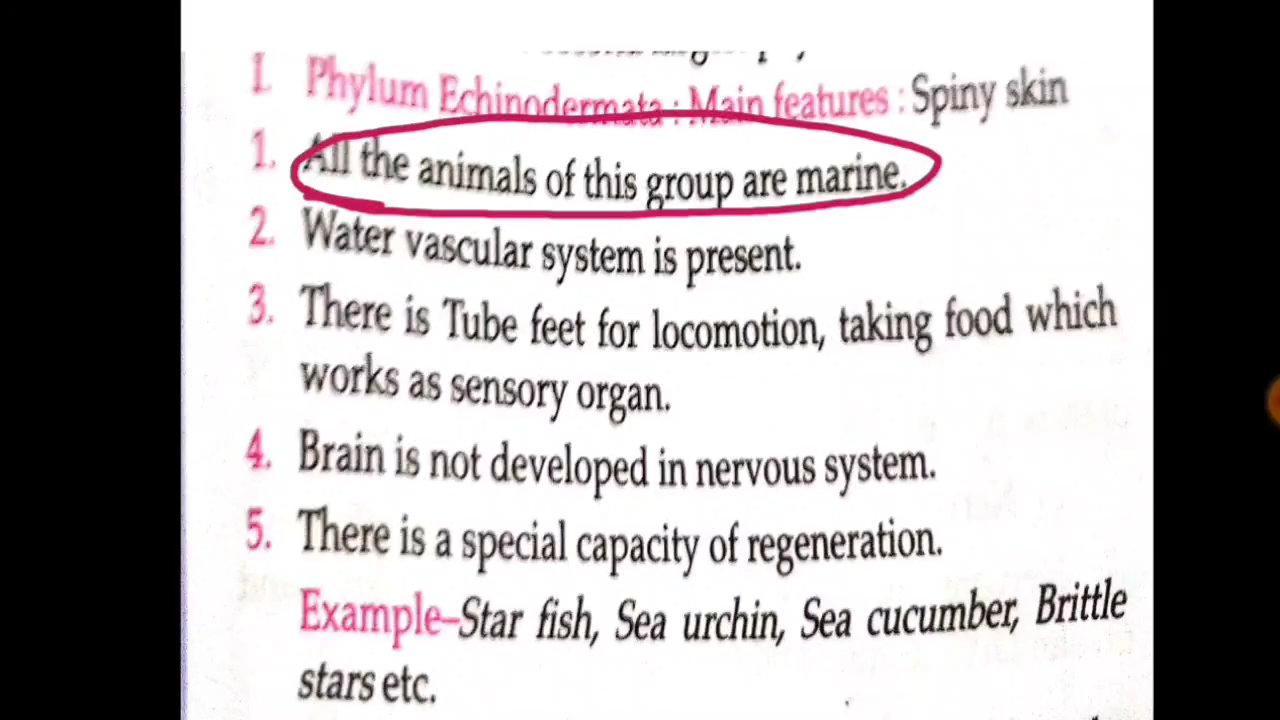 I. Phylum Echinodermata : Main features : Spiny skin
1. All the animals of this group are marine.
2. Water vascular system is present.
3. There is Tube feet for locomotion, taking food which
works as sensory organ.
4. Brain is not developed in nervous system.
5. There is a special capacity of regeneration.
Example–Star fish, Sea urchin, Sea cucumber, Brittle
stars etc.